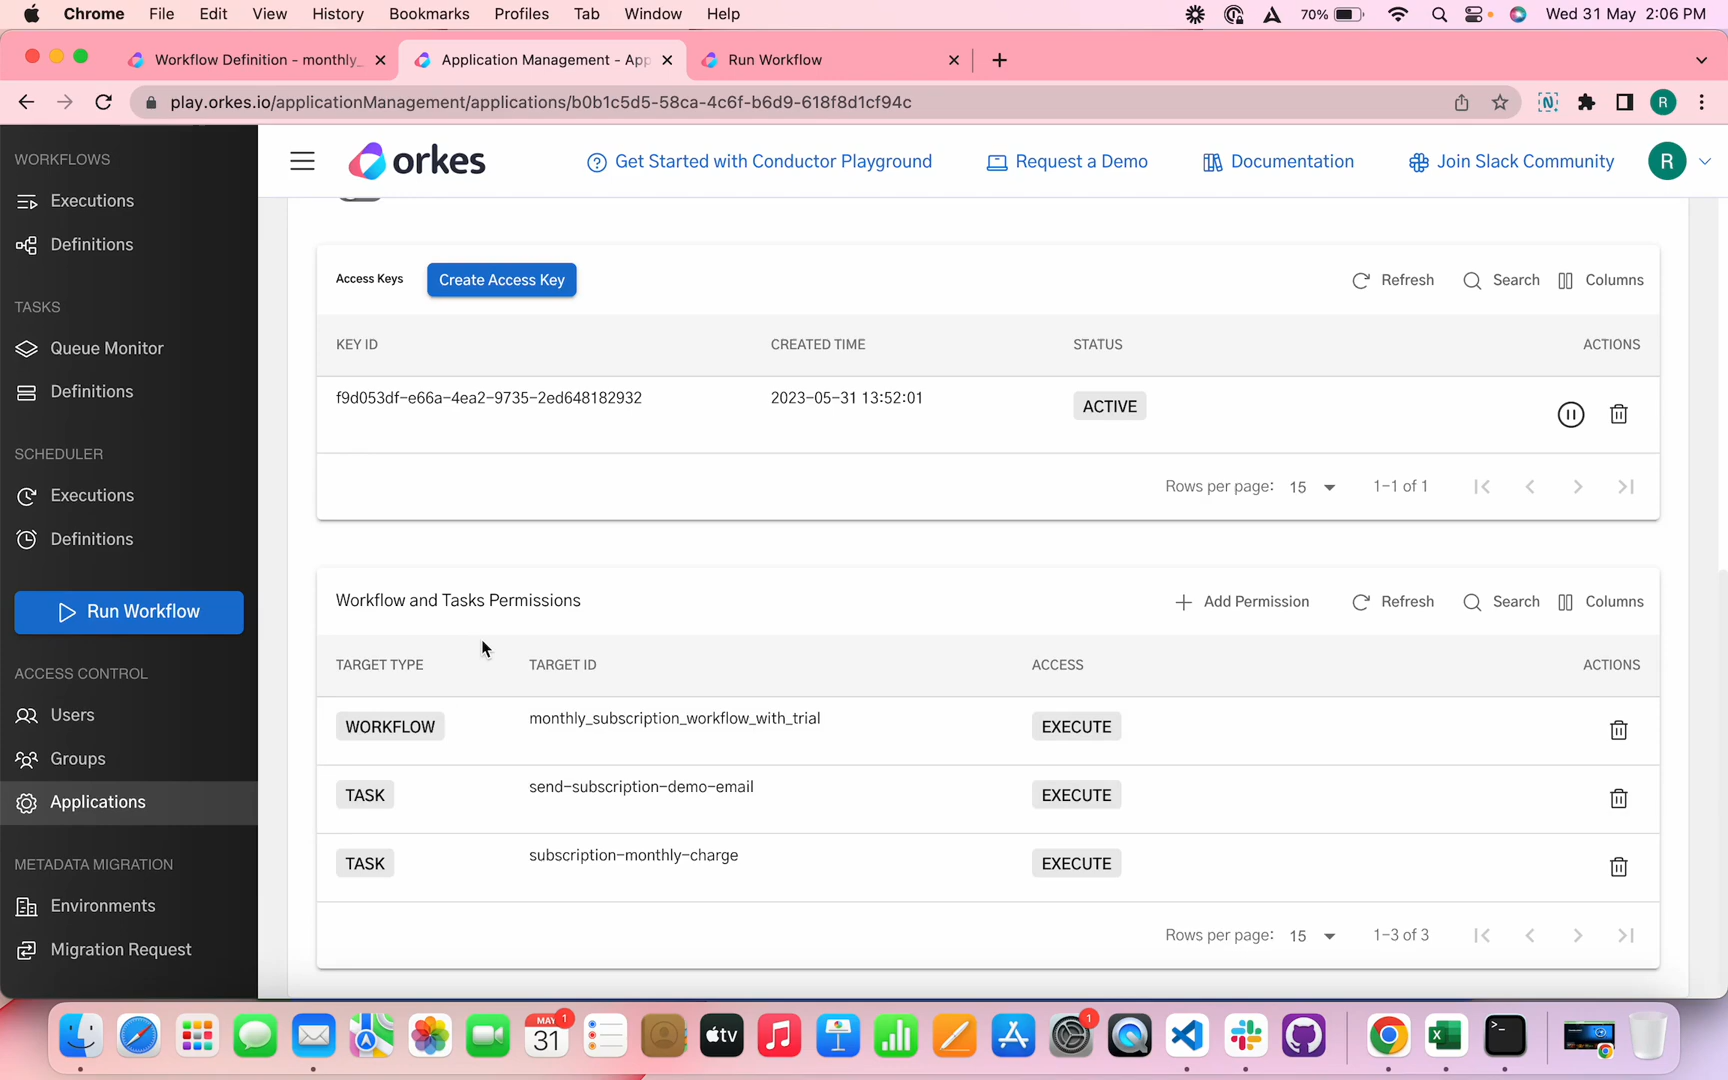 Chrome File Edit View History Bookmarks Profiles Tab Window Help 70% Wed 31 May 2:06 PM
Workflow Definition - monthly_ Application Management - App Run Workflow
play.orkes.io/applicationManagement/applications/b0b1c5d5-58ca-4c6f-b6d9-618f8d1cf94c R
WORKFLOWS
Executions
Definitions
TASKS
Queue Monitor
Definitions
SCHEDULER
Executions
Definitions
Run Workflow
ACCESS CONTROL
Users
Groups
Applications
METADATA MIGRATION
Environments
Migration Request
orkes Get Started with Conductor Playground Request a Demo Documentation Join Slack Community R
Access Keys Create Access Key Refresh Search Columns
KEY ID CREATED TIME STATUS ACTIONS
f9d053df-e66a-4ea2-9735-2ed648182932 2023-05-31 13:52:01 ACTIVE
Rows per page: 15 1-1 of 1
Workflow and Tasks Permissions Add Permission Refresh Search Columns
TARGET TYPE TARGET ID ACCESS ACTIONS
WORKFLOW monthly_subscription_workflow_with_trial EXECUTE
TASK send-subscription-demo-email EXECUTE
TASK subscription-monthly-charge EXECUTE
Rows per page: 15 1-3 of 3
MAY 1
31
tv
1